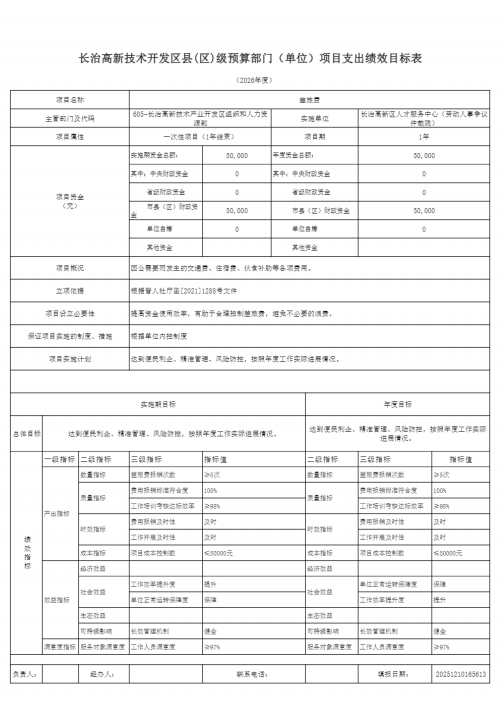 长治高新技术开发区县(区)级预算部门（单位）项目支出绩效目标表
（2026年度）
项目名称 差旅费
主管部门及代码 605-长治高新技术产业开发区组织和人力资源部 实施单位 长治高新区人才服务中心（劳动人事争议仲裁院）
项目属性 一次性项目（1年结束） 项目期 1年
项目资金（元） 实施期资金总额: 50,000 年度资金总额: 50,000
其中: 中央财政资金 0 其中: 中央财政资金 0
省级财政资金 0 省级财政资金 0
市县（区）财政资金 50,000 市县（区）财政资金 50,000
单位自筹 0 单位自筹 0
其他资金 其他资金
项目概况 因公需要而发生的交通费、住宿费、伙食补助等各项费用。
立项依据 根据晋人社厅函[2021]1288号文件
项目设立必要性 提高资金使用效率，有助于合理控制差旅费，避免不必要的浪费。
保证项目实施的制度、措施 根据单位内控制度
项目实施计划 达到便民利企、精准管理、风险防控，按照年度工作实际进展情况。
实施期目标 年度目标
总体目标 达到便民利企、精准管理、风险防控，按照年度工作实际进展情况。 达到便民利企、精准管理、风险防控，按照年度工作实际进展情况。
绩效指标 一级指标 二级指标 三级指标 指标值 二级指标 三级指标 指标值
产出指标 数量指标 差旅费报销次数 ≥5次 数量指标 差旅费报销次数 ≥5次
质量指标 费用报销标准符合度 100% 质量指标 费用报销标准符合度 100%
工作培训考核达标效率 ≥98% 工作培训考核达标效率 ≥98%
时效指标 费用报销及时性 及时 时效指标 费用报销及时性 及时
工作开展及时性 及时 工作开展及时性 及时
成本指标 项目成本控制数 ≤50000元 成本指标 项目成本控制数 ≤50000元
效益指标 经济效益 经济效益
社会效益 工作效率提升度 提升 社会效益 单位正常运转保障度 保障
单位正常运转保障度 保障 工作效率提升度 提升
生态效益 生态效益
可持续影响 长效管理机制 健全 可持续影响 长效管理机制 健全
满意度指标 服务对象满意度 工作人员满意度 ≥97% 服务对象满意度 工作人员满意度 ≥97%
负责人: 经办人: 联系电话: 填报日期: 20251210165613